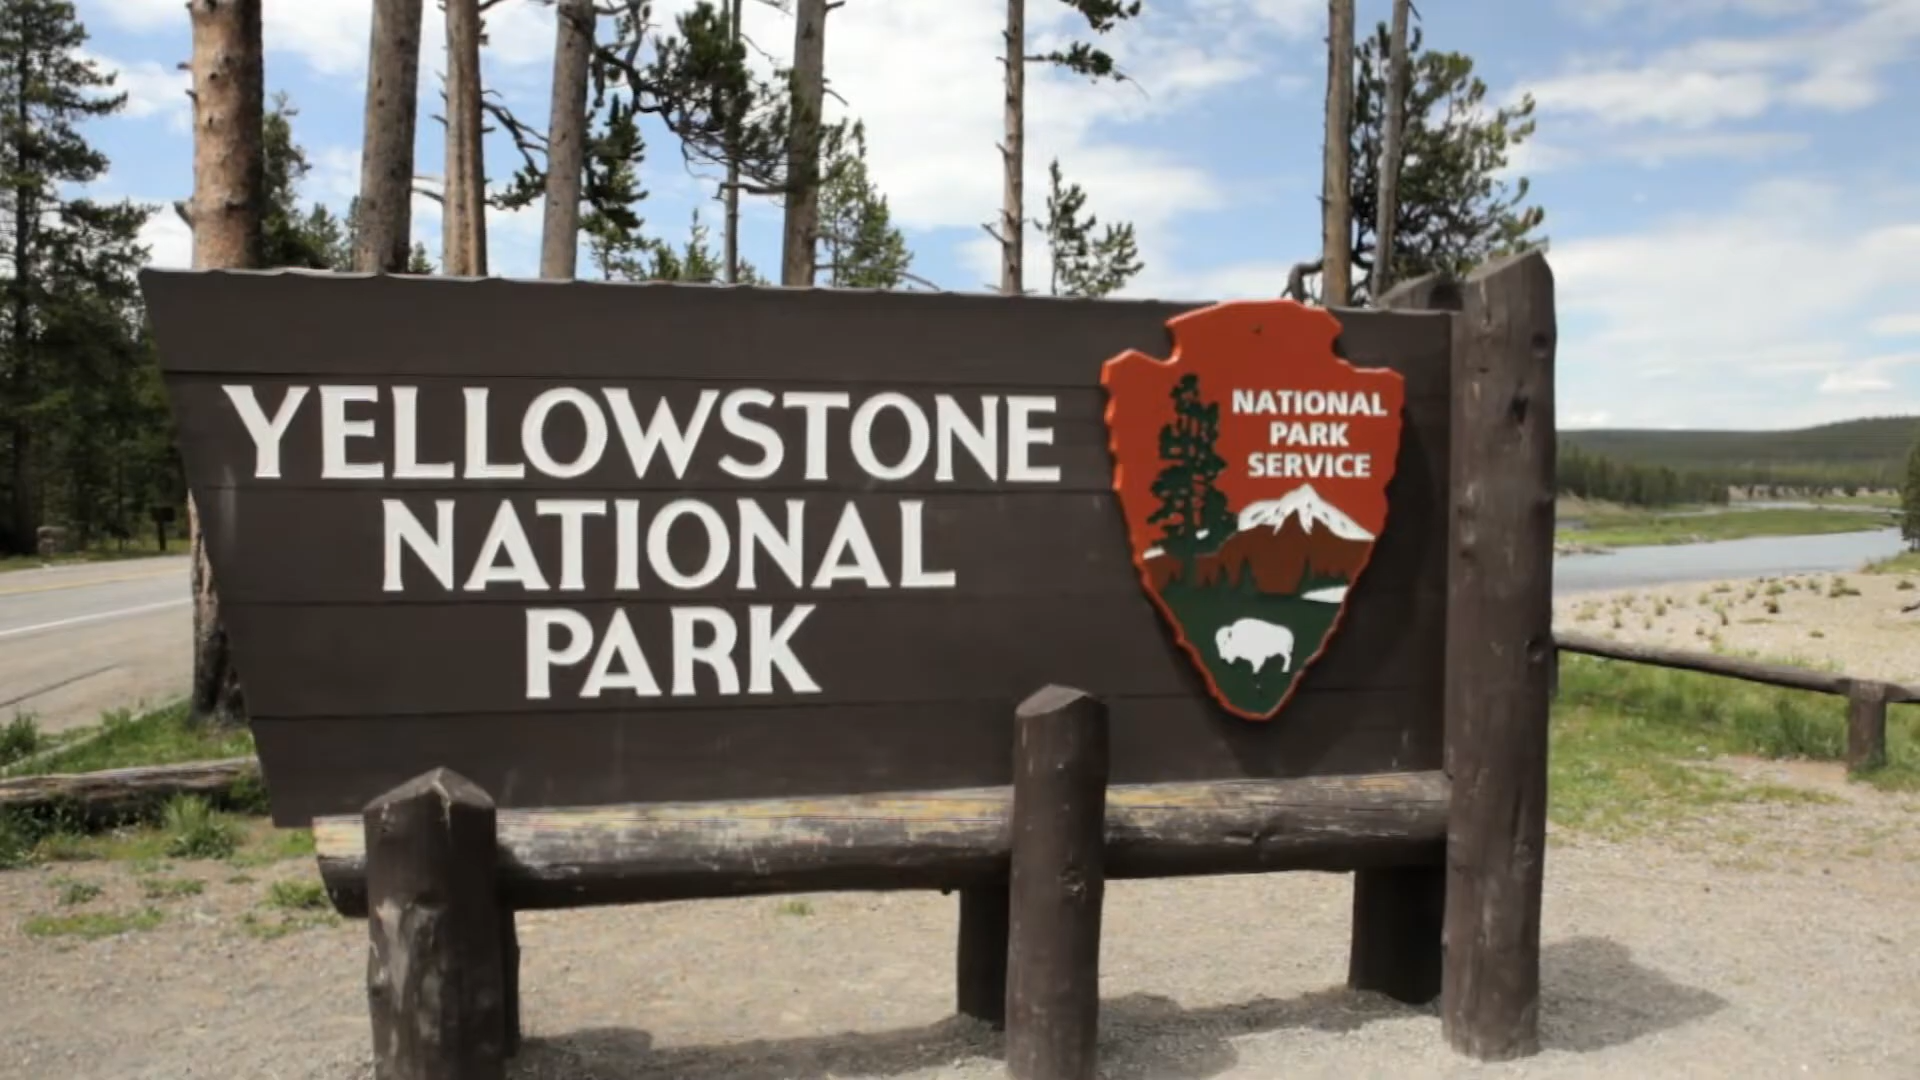 YELLOWSTONE
NATIONAL
PARK
NATIONAL
PARK
SERVICE